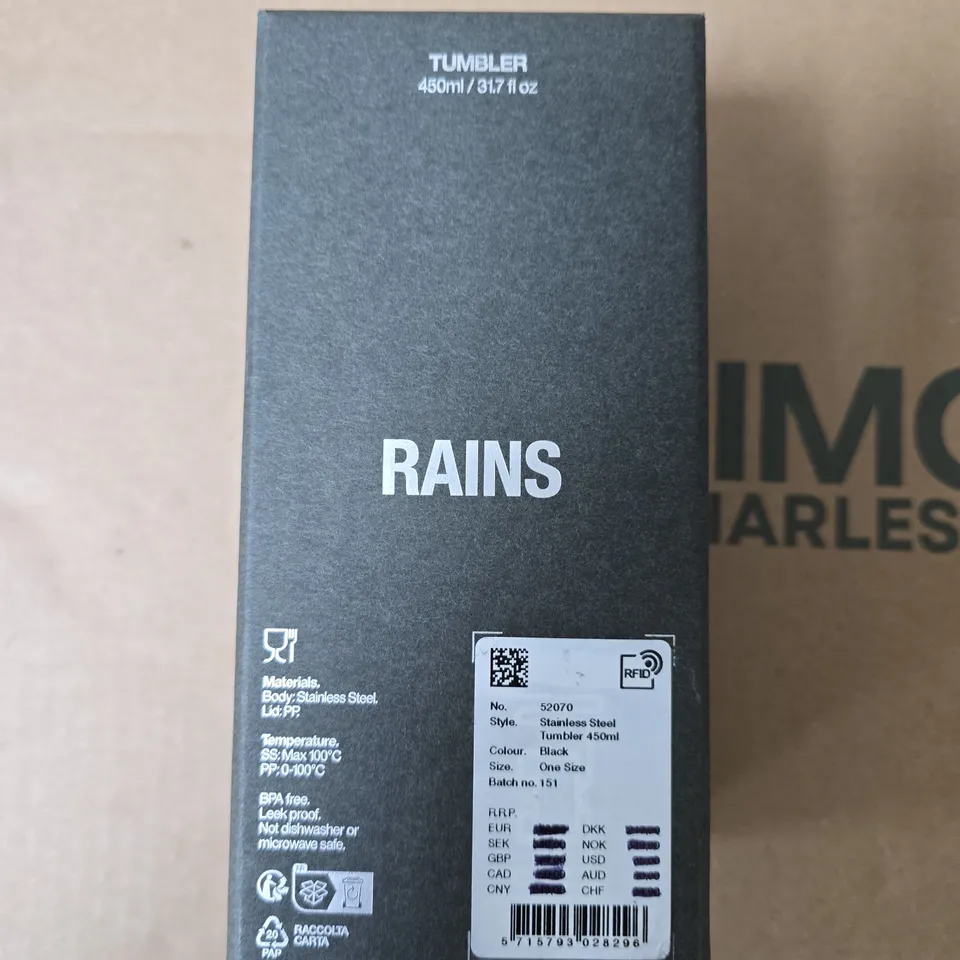 TUMBLER
450ml / 31.7 fl oz
RAINS
Materials.
Body: Stainless Steel.
Lid: PP.
Temperature.
SS: Max 100°C
PP: 0-100°C
BPA free.
Leek proof.
Not dishwasher or
microwave safe.
20
PAP
RACCOLTA
CARTA
RFID
No. 52070
Style. Stainless Steel
Tumbler 450ml
Colour. Black
Size. One Size
Batch no. 151
R.R.P.
EUR DKK
SEK NOK
GBP USD
CAD AUD
CNY CHF
5 715793 028296
IMO
HARLES